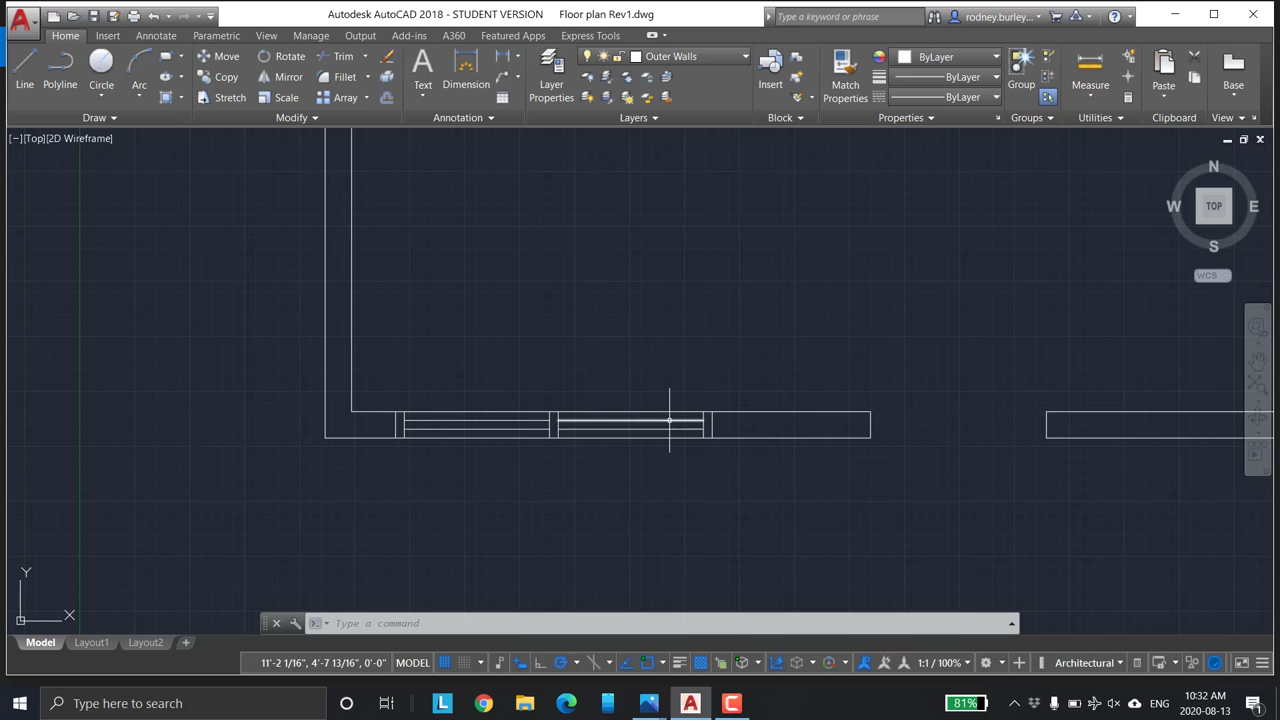 Autodesk AutoCAD 2018 - STUDENT VERSION Floor plan Rev1.dwg
Type a keyword or phrase
rodney.burley...
Home Insert Annotate Parametric View Manage Output Add-ins A360 Featured Apps Express Tools
Line Polyline Circle Arc
Move Rotate Trim
Copy Mirror Fillet
Stretch Scale Array
Text Dimension
Layer
Properties
Outer Walls
Insert
Match
Properties
ByLayer
ByLayer
ByLayer
Group
Measure
Paste
Base
Draw Modify Annotation Layers Block Properties Groups Utilities Clipboard View
[−][Top][2D Wireframe]
N
W TOP E
S
WCS
Y
X
Type a command
Model Layout1 Layout2 +
11'-2 1/16", 4'-7 13/16", 0'-0" MODEL 1:1 / 100% Architectural
Type here to search
81%
ENG
10:32 AM
2020-08-13
1